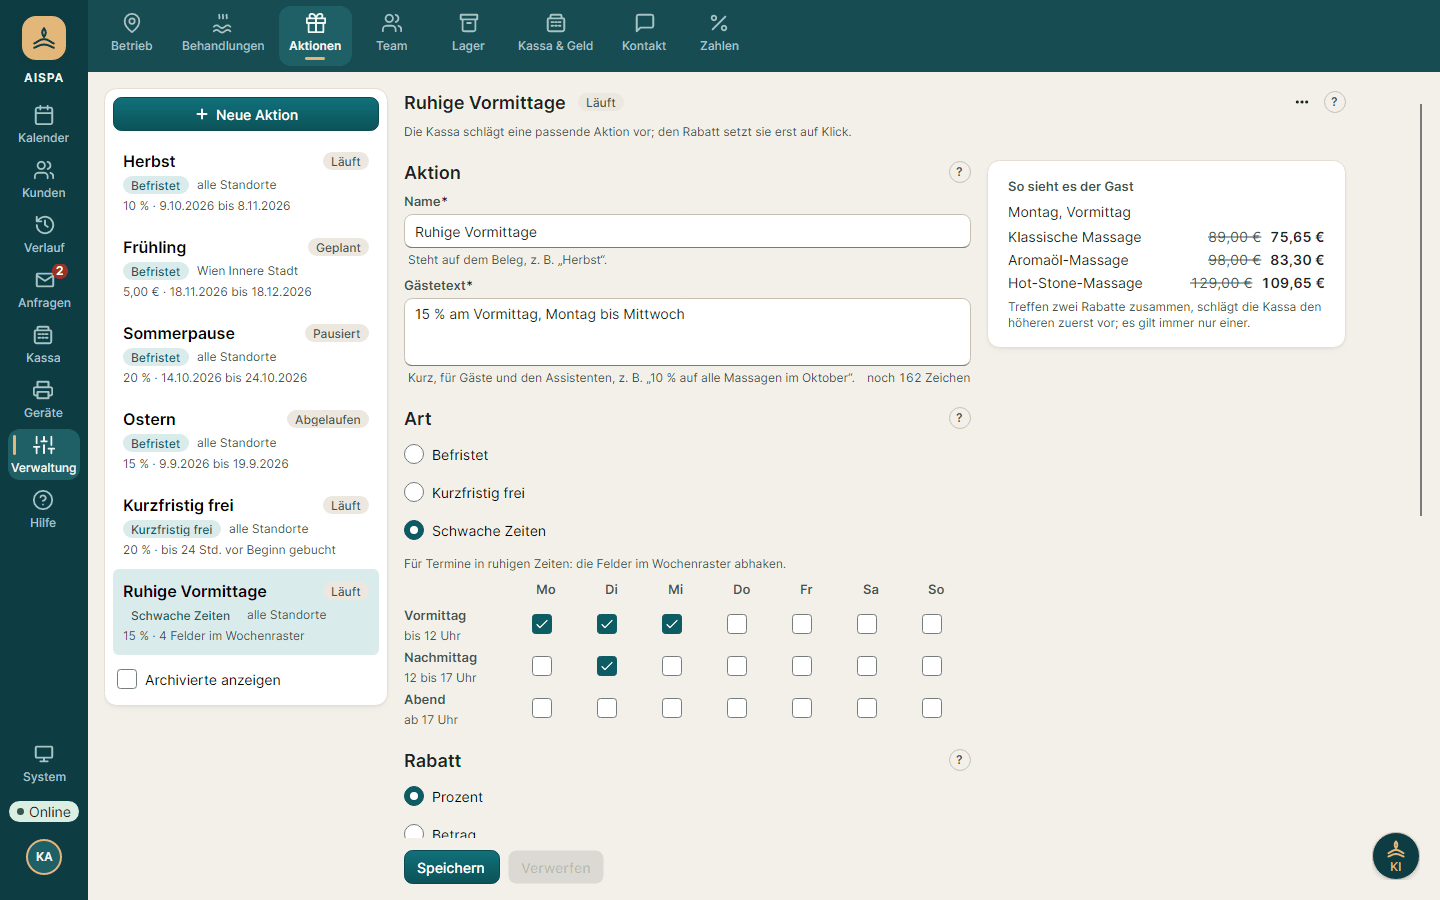 AISPA
Kalender
Kunden
Verlauf
2
Anfragen
Kassa
Geräte
Verwaltung
Hilfe
System
Online
KA
Betrieb
Behandlungen
Aktionen
Team
Lager
Kassa & Geld
Kontakt
Zahlen
+ Neue Aktion
Herbst Läuft
Befristet alle Standorte
10 % · 9.10.2026 bis 8.11.2026
Frühling Geplant
Befristet Wien Innere Stadt
5,00 € · 18.11.2026 bis 18.12.2026
Sommerpause Pausiert
Befristet alle Standorte
20 % · 14.10.2026 bis 24.10.2026
Ostern Abgelaufen
Befristet alle Standorte
15 % · 9.9.2026 bis 19.9.2026
Kurzfristig frei Läuft
Kurzfristig frei alle Standorte
20 % · bis 24 Std. vor Beginn gebucht
Ruhige Vormittage Läuft
Schwache Zeiten alle Standorte
15 % · 4 Felder im Wochenraster
Archivierte anzeigen
Ruhige Vormittage Läuft ••• ?
Die Kassa schlägt eine passende Aktion vor; den Rabatt setzt sie erst auf Klick.
Aktion ?
Name*
Ruhige Vormittage
Steht auf dem Beleg, z. B. „Herbst“.
Gästetext*
15 % am Vormittag, Montag bis Mittwoch
Kurz, für Gäste und den Assistenten, z. B. „10 % auf alle Massagen im Oktober“. noch 162 Zeichen
Art ?
Befristet
Kurzfristig frei
Schwache Zeiten
Für Termine in ruhigen Zeiten: die Felder im Wochenraster abhaken.
Mo Di Mi Do Fr Sa So
Vormittag
bis 12 Uhr
Nachmittag
12 bis 17 Uhr
Abend
ab 17 Uhr
Rabatt ?
Prozent
Betrag
Speichern Verwerfen
So sieht es der Gast
Montag, Vormittag
Klassische Massage 89,00 € 75,65 €
Aromaöl-Massage 98,00 € 83,30 €
Hot-Stone-Massage 129,00 € 109,65 €
Treffen zwei Rabatte zusammen, schlägt die Kassa den
höheren zuerst vor; es gilt immer nur einer.
KI